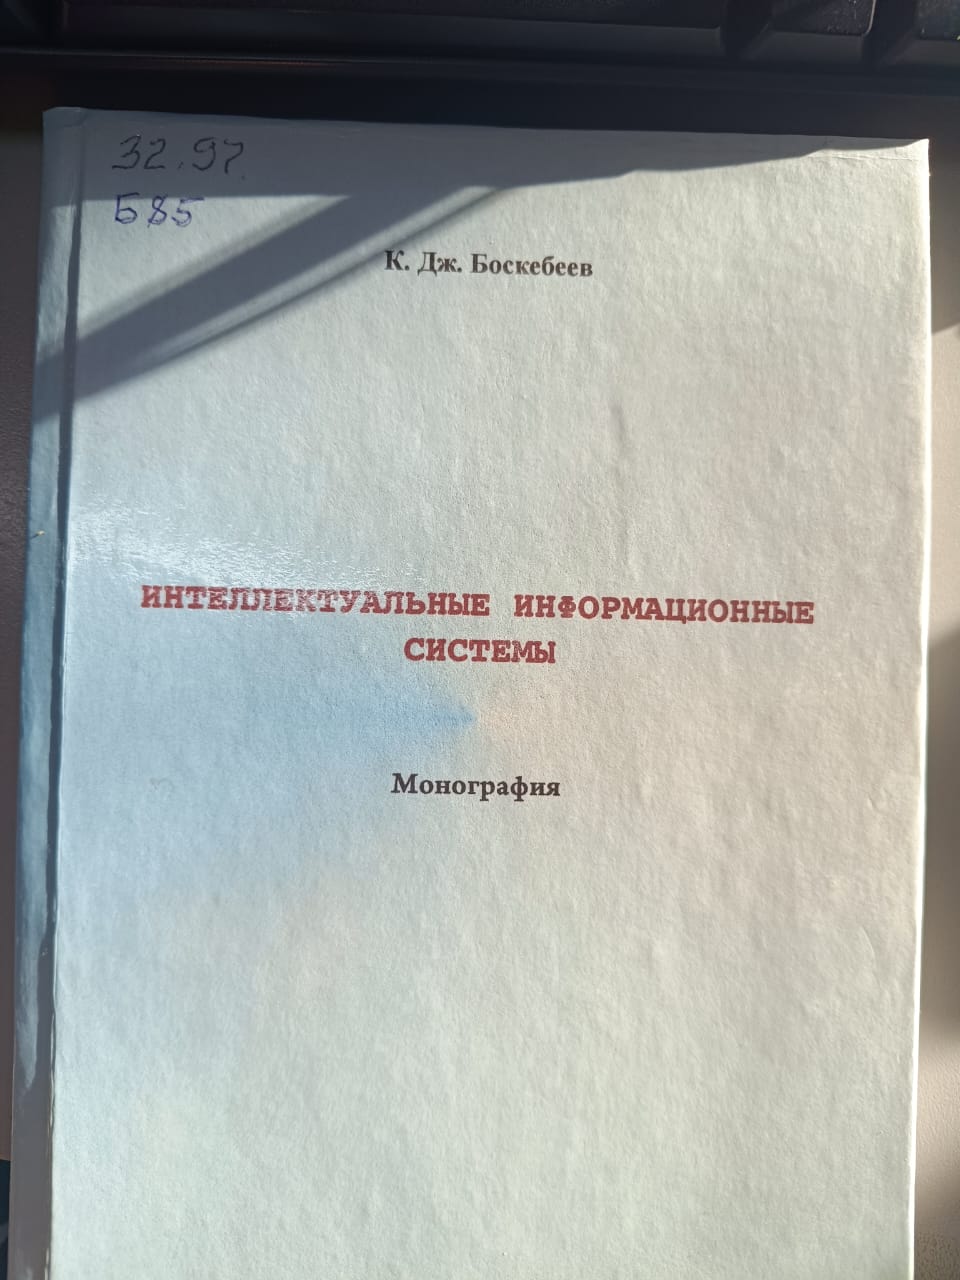 32.97
Б85
К. Дж. Боскебеев
ИНТЕЛЛЕКТУАЛЬНЫЕ ИНФОРМАЦИОННЫЕ
СИСТЕМЫ
Монография